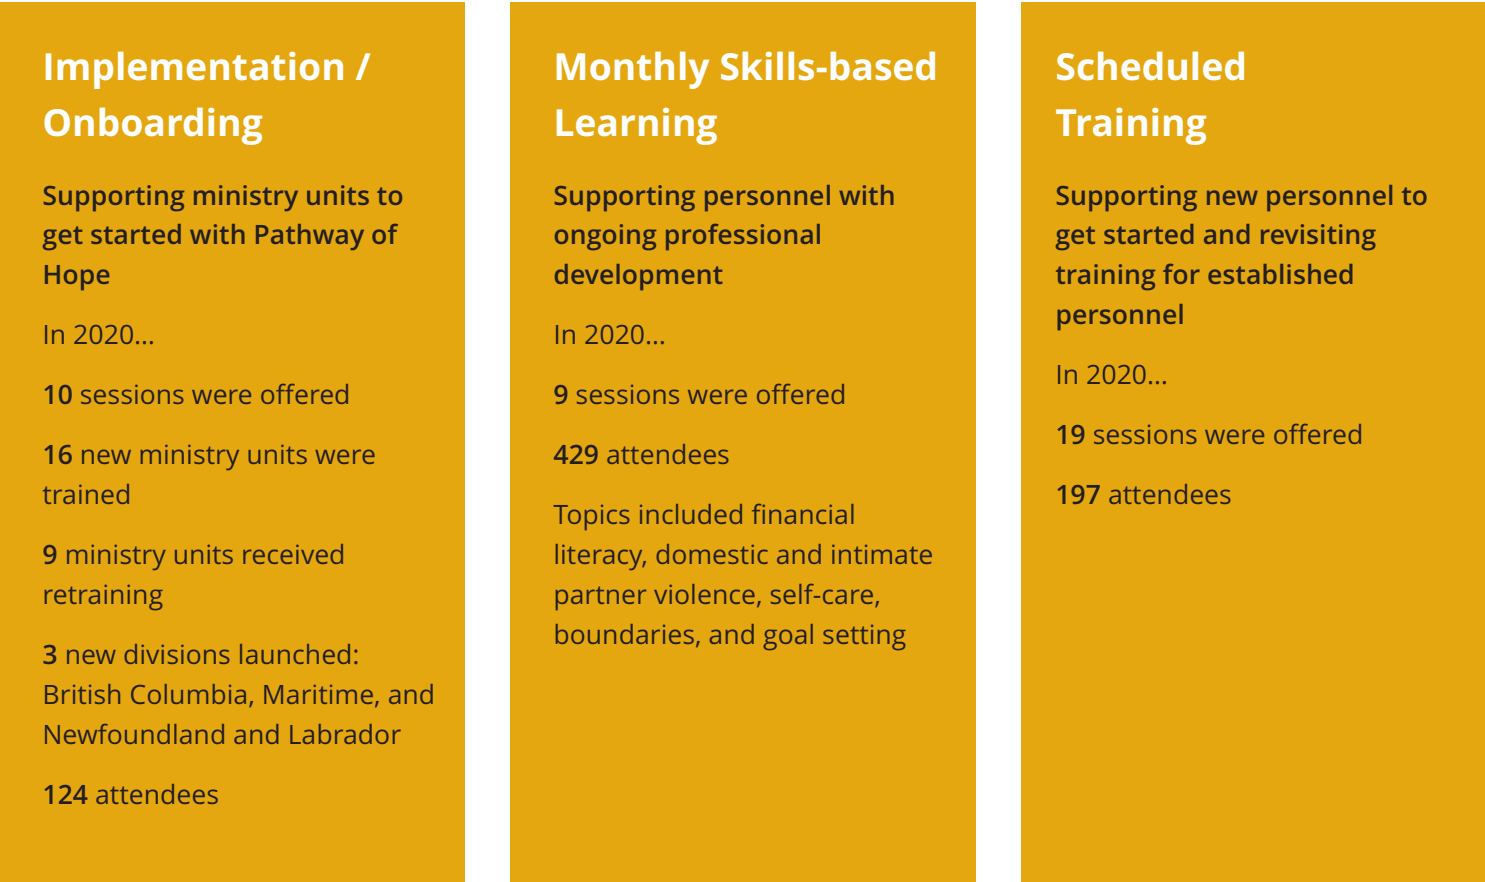 Implementation /
Onboarding
Supporting ministry units to
get started with Pathway of
Hope
In 2020…
10 sessions were offered
16 new ministry units were
trained
9 ministry units received
retraining
3 new divisions launched:
British Columbia, Maritime, and
Newfoundland and Labrador
124 attendees
Monthly Skills-based
Learning
Supporting personnel with
ongoing professional
development
In 2020…
9 sessions were offered
429 attendees
Topics included financial
literacy, domestic and intimate
partner violence, self-care,
boundaries, and goal setting
Scheduled
Training
Supporting new personnel to
get started and revisiting
training for established
personnel
In 2020…
19 sessions were offered
197 attendees